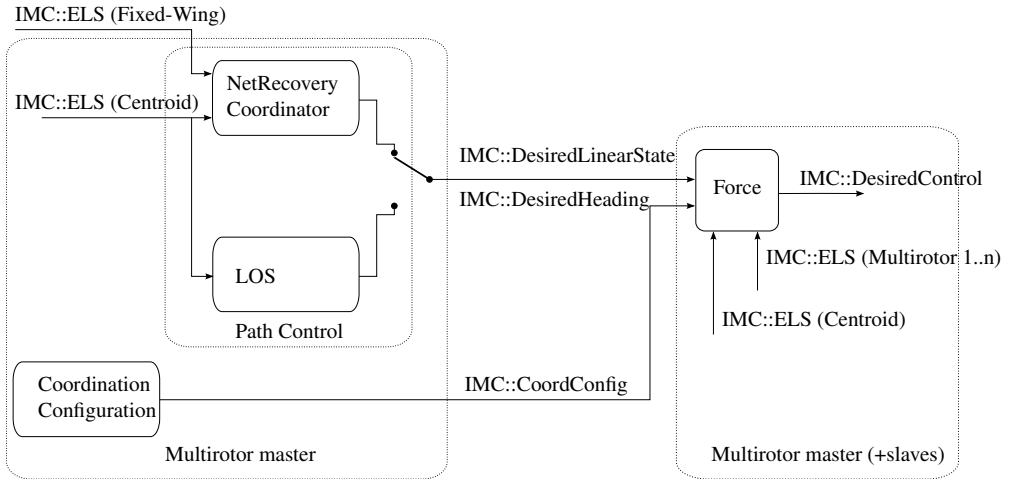 IMC::ELS (Fixed-Wing)
NetRecovery
Coordinator
IMC::ELS (Centroid)
IMC::DesiredLinearState
IMC::DesiredHeading
Force
IMC::DesiredControl
IMC::ELS (Multirotor 1..n)
IMC::ELS (Centroid)
LOS
Path Control
Coordination
Configuration
IMC::CoordConfig
Multirotor master
Multirotor master (+slaves)